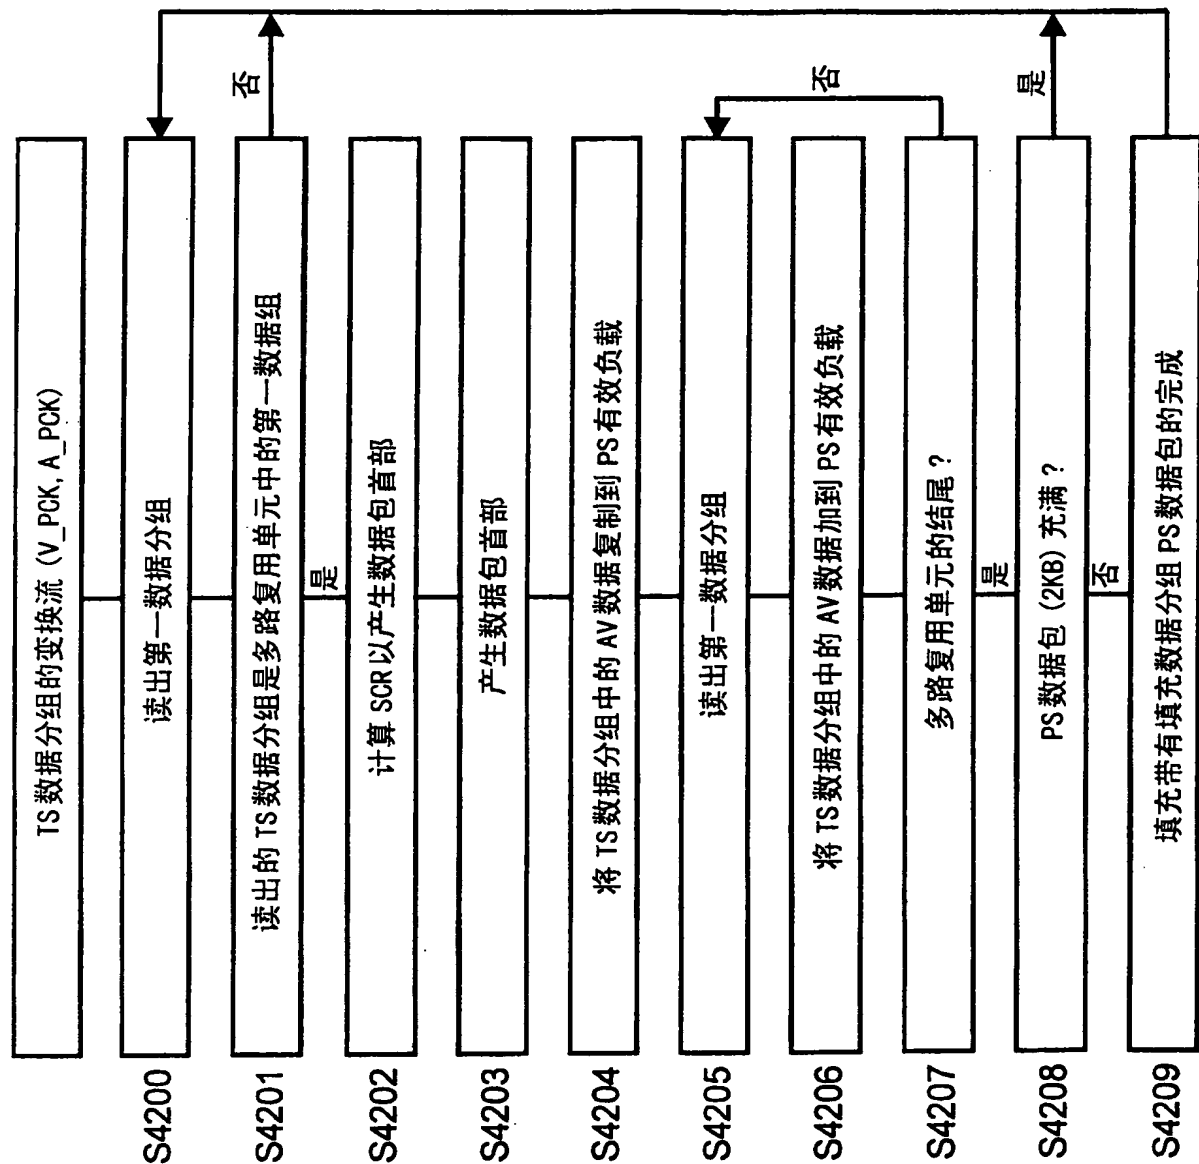 TS数据分组的变换流 (V_PCK, A_PCK)
S4200
读出第一数据分组
S4201
读出的TS数据分组是多路复用单元中的第一数据组
否
是
S4202
计算SCR以产生数据包首部
S4203
产生数据包首部
S4204
将TS数据分组中的AV数据复制到PS有效负载
S4205
读出第一数据分组
S4206
将TS数据分组中的AV数据加到PS有效负载
否
S4207
多路复用单元的结尾?
是
S4208
PS数据包 (2KB) 充满?
是
否
S4209
填充带有填充数据分组PS数据包的完成